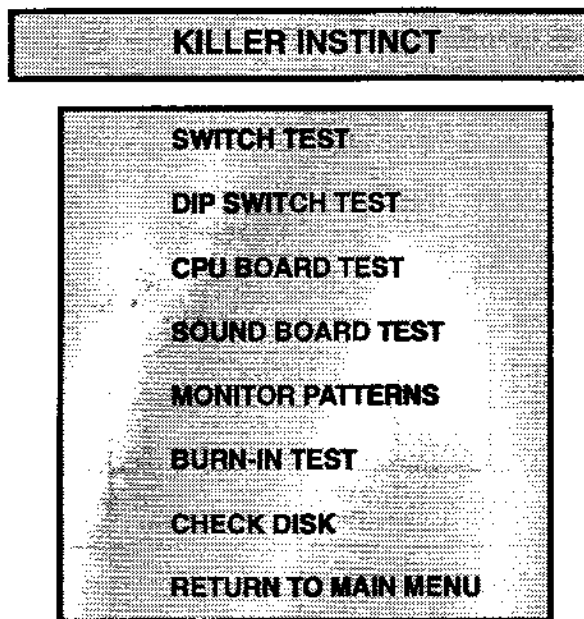 KILLER INSTINCT
SWITCH TEST
DIP SWITCH TEST
CPU BOARD TEST
SOUND BOARD TEST
MONITOR PATTERNS
BURN-IN TEST
CHECK DISK
RETURN TO MAIN MENU